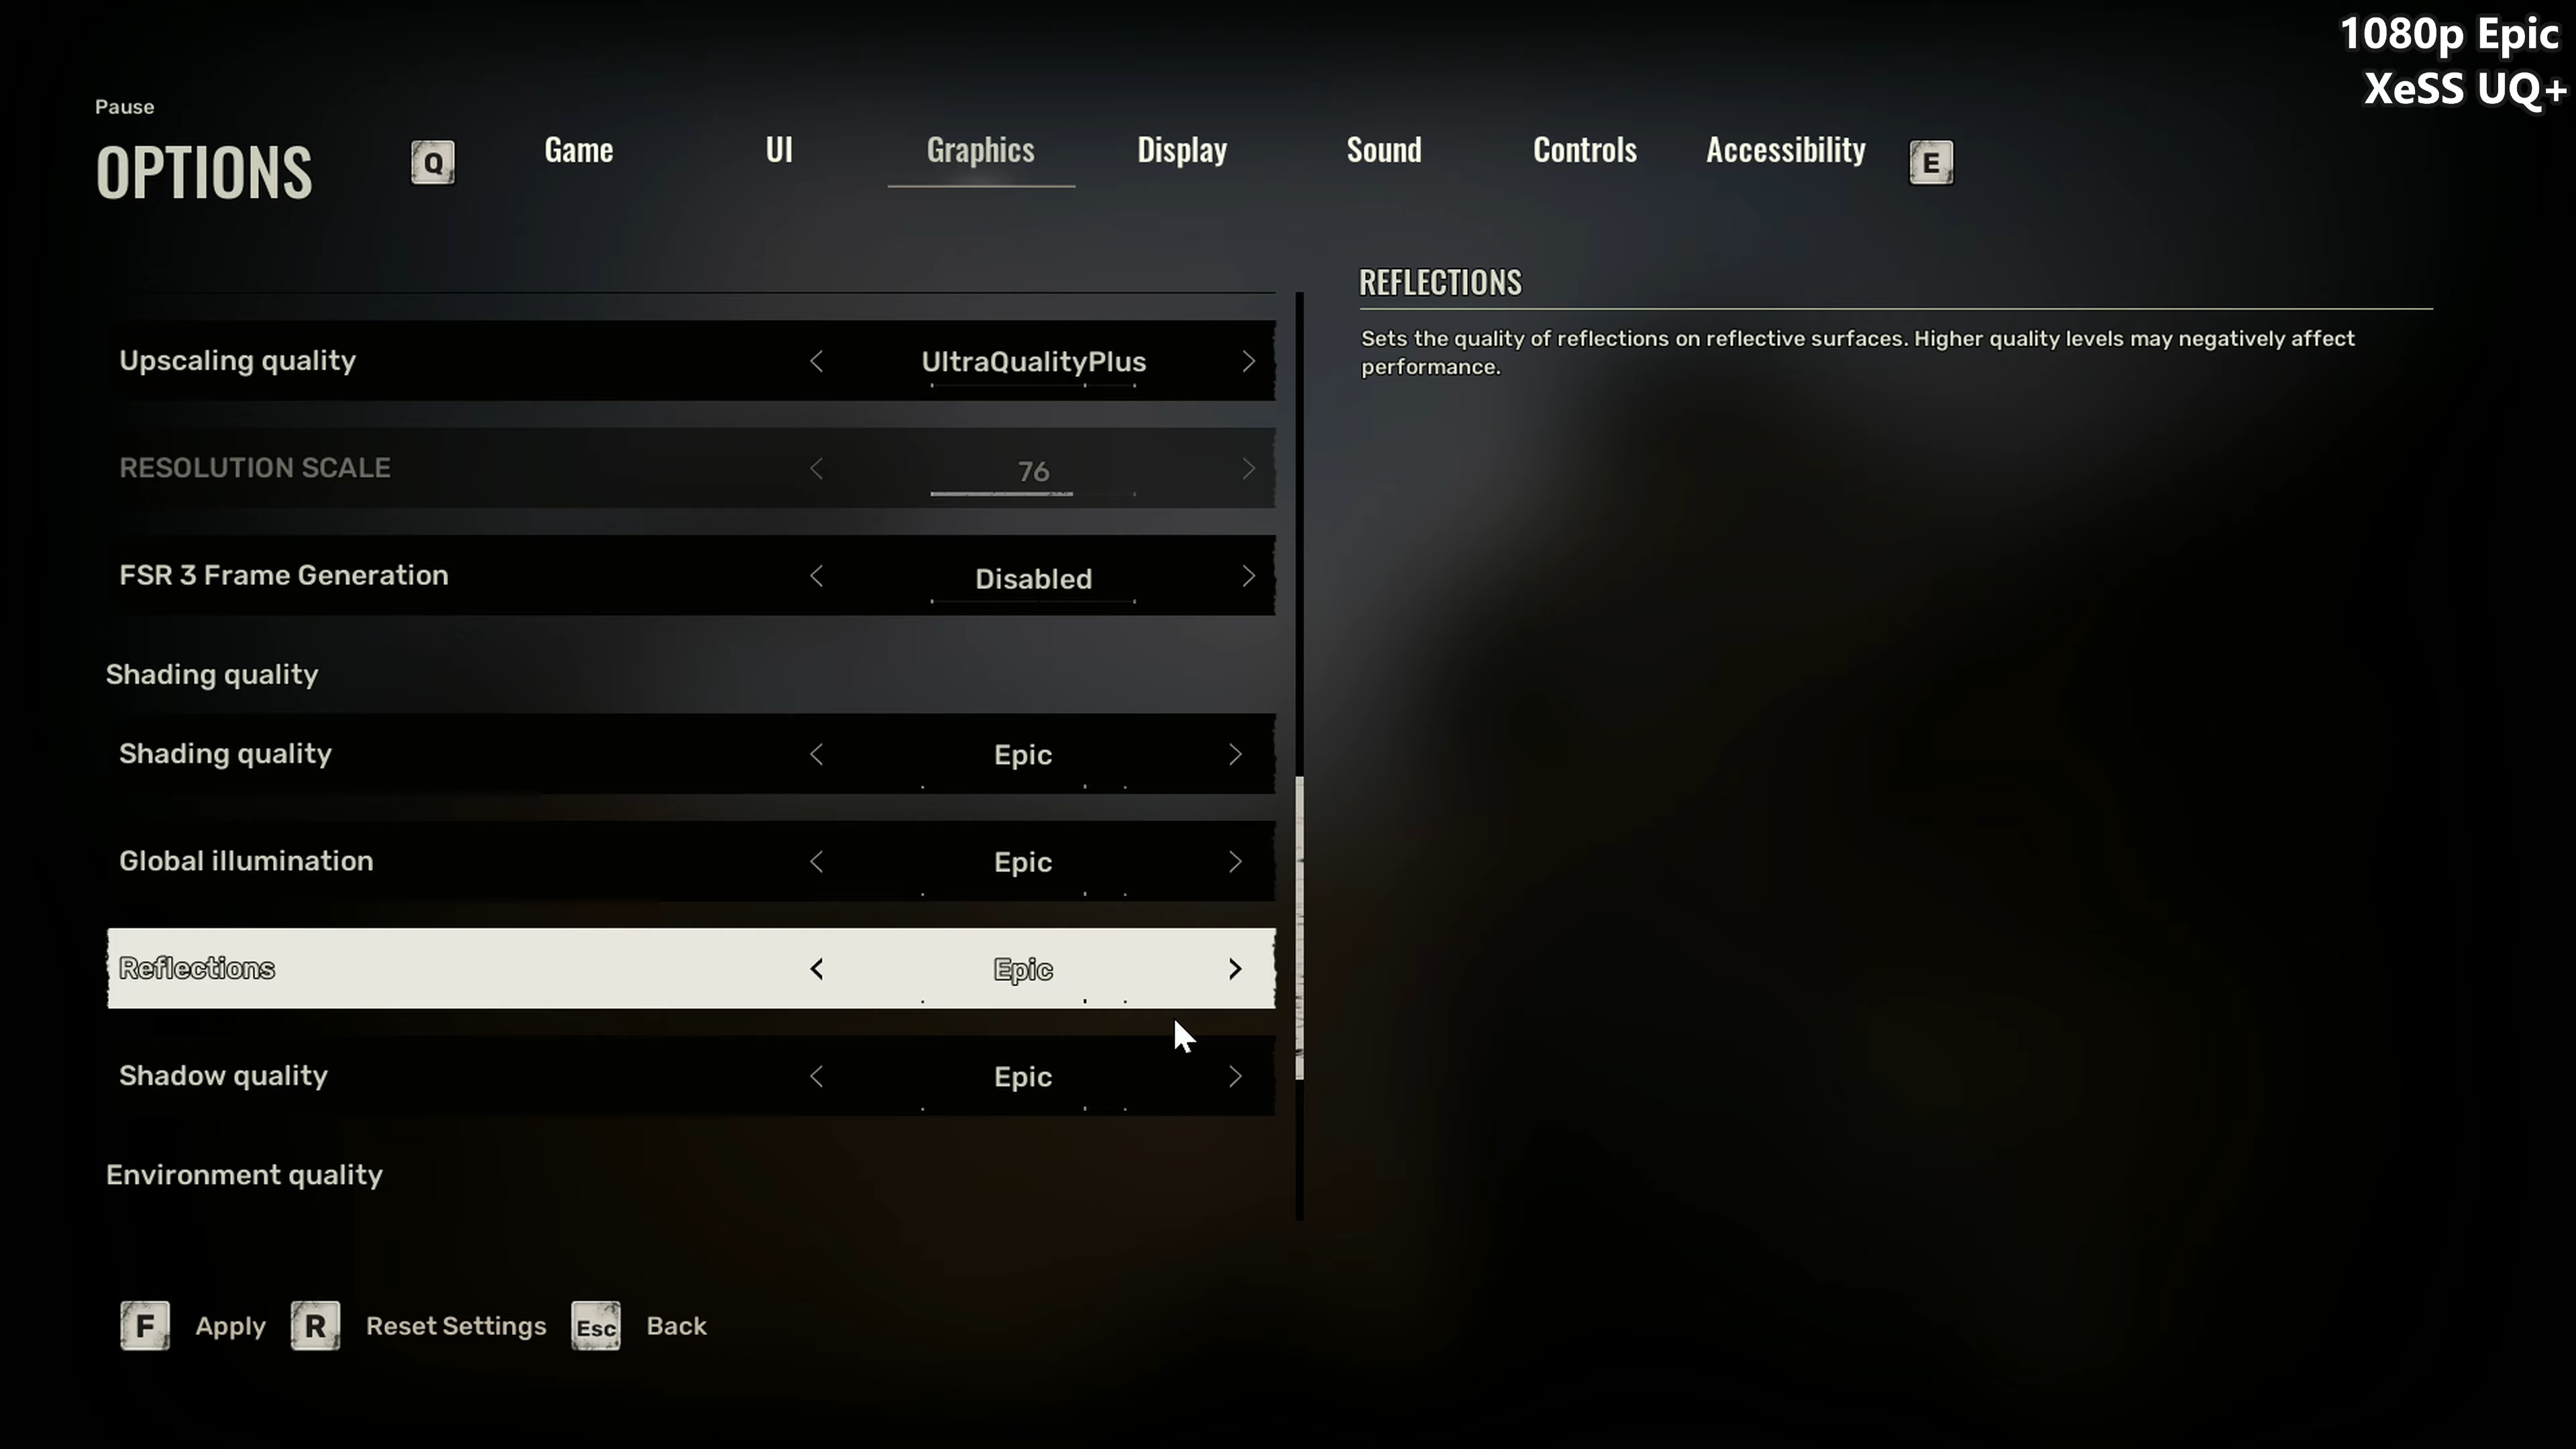 1080p Epic
XeSS UQ+
Pause
OPTIONS
Q
Game
UI
Graphics
Display
Sound
Controls
Accessibility
E
Upscaling quality
UltraQualityPlus
RESOLUTION SCALE
76
FSR 3 Frame Generation
Disabled
Shading quality
Shading quality
Epic
Global illumination
Epic
Reflections
Epic
Shadow quality
Epic
Environment quality
REFLECTIONS
Sets the quality of reflections on reflective surfaces. Higher quality levels may negatively affect
performance.
F Apply R Reset Settings Esc Back